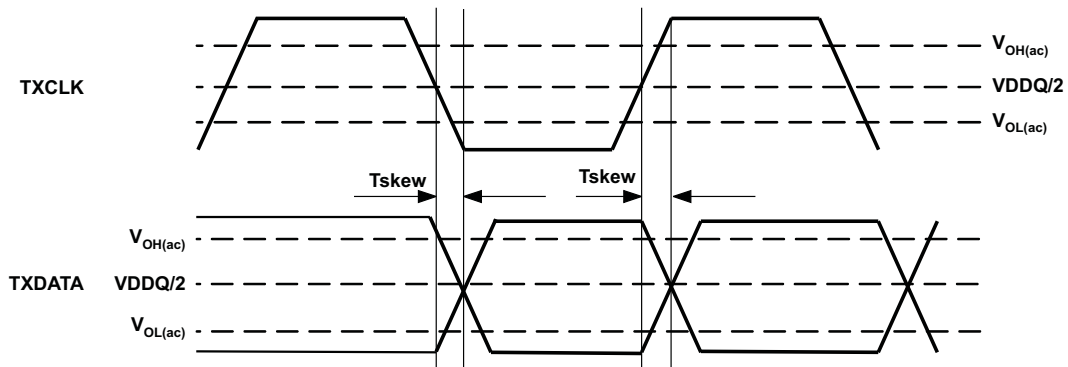 V_OH(ac)
TXCLK VDDQ/2
V_OL(ac)
Tskew Tskew
V_OH(ac)
TXDATA VDDQ/2
V_OL(ac)